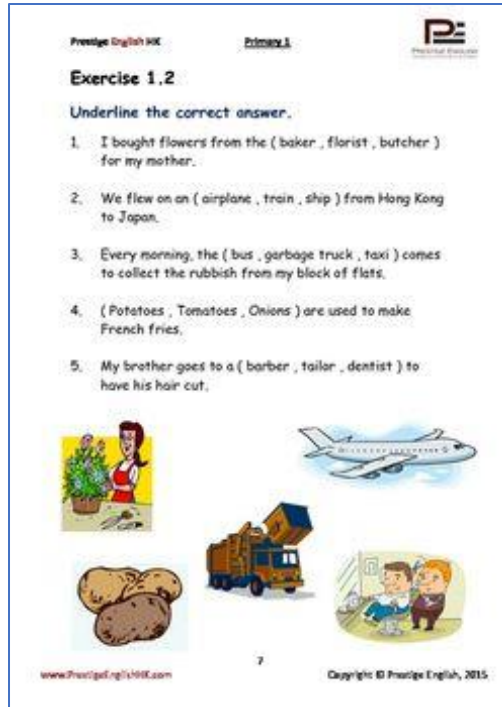 Prestige English HK
Primary 1
PRESTIGE ENGLISH
Exercise 1.2
Underline the correct answer.
1. I bought flowers from the ( baker , florist , butcher )
for my mother.
2. We flew on an ( airplane , train , ship ) from Hong Kong
to Japan.
3. Every morning, the ( bus , garbage truck , taxi ) comes
to collect the rubbish from my block of flats.
4. ( Potatoes , Tomatoes , Onions ) are used to make
French fries.
5. My brother goes to a ( barber , tailor , dentist ) to
have his hair cut.
7
www.PrestigeEnglishHK.com
Copyright © Prestige English, 2015